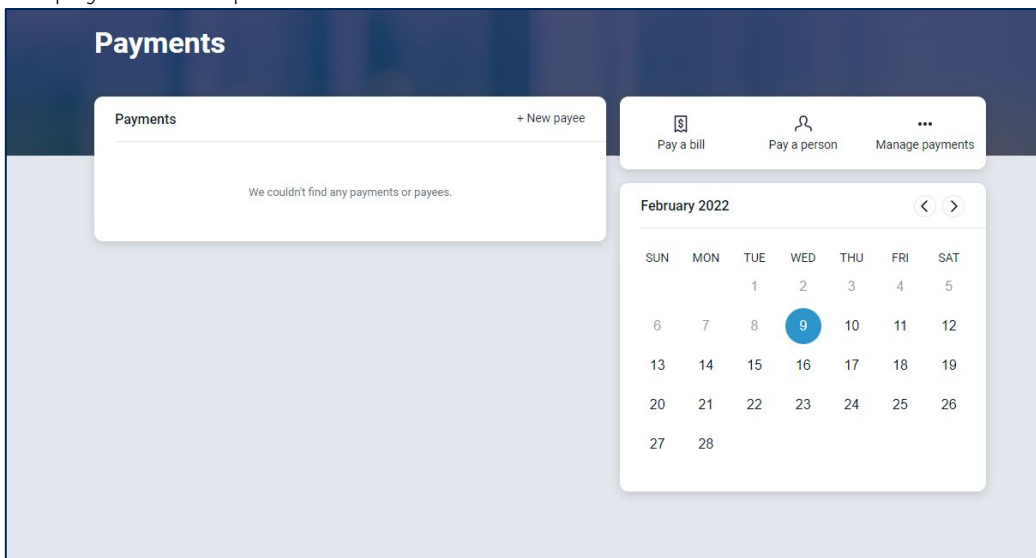 Payments
Payments
+ New payee
We couldn't find any payments or payees.
Pay a bill
Pay a person
Manage payments
February 2022
SUN MON TUE WED THU FRI SAT
1 2 3 4 5
6 7 8 9 10 11 12
13 14 15 16 17 18 19
20 21 22 23 24 25 26
27 28